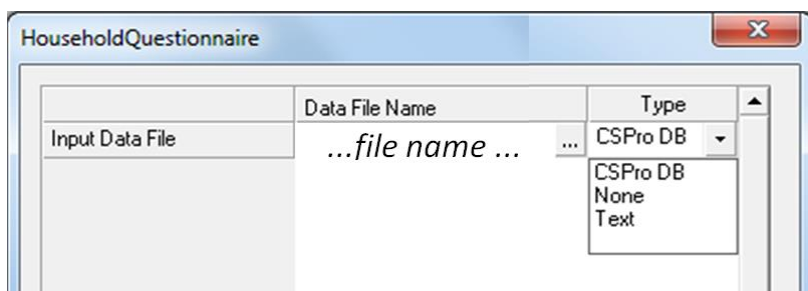 HouseholdQuestionnaire
Data File Name Type
Input Data File ...file name ... ... CSPro DB
CSPro DB
None
Text